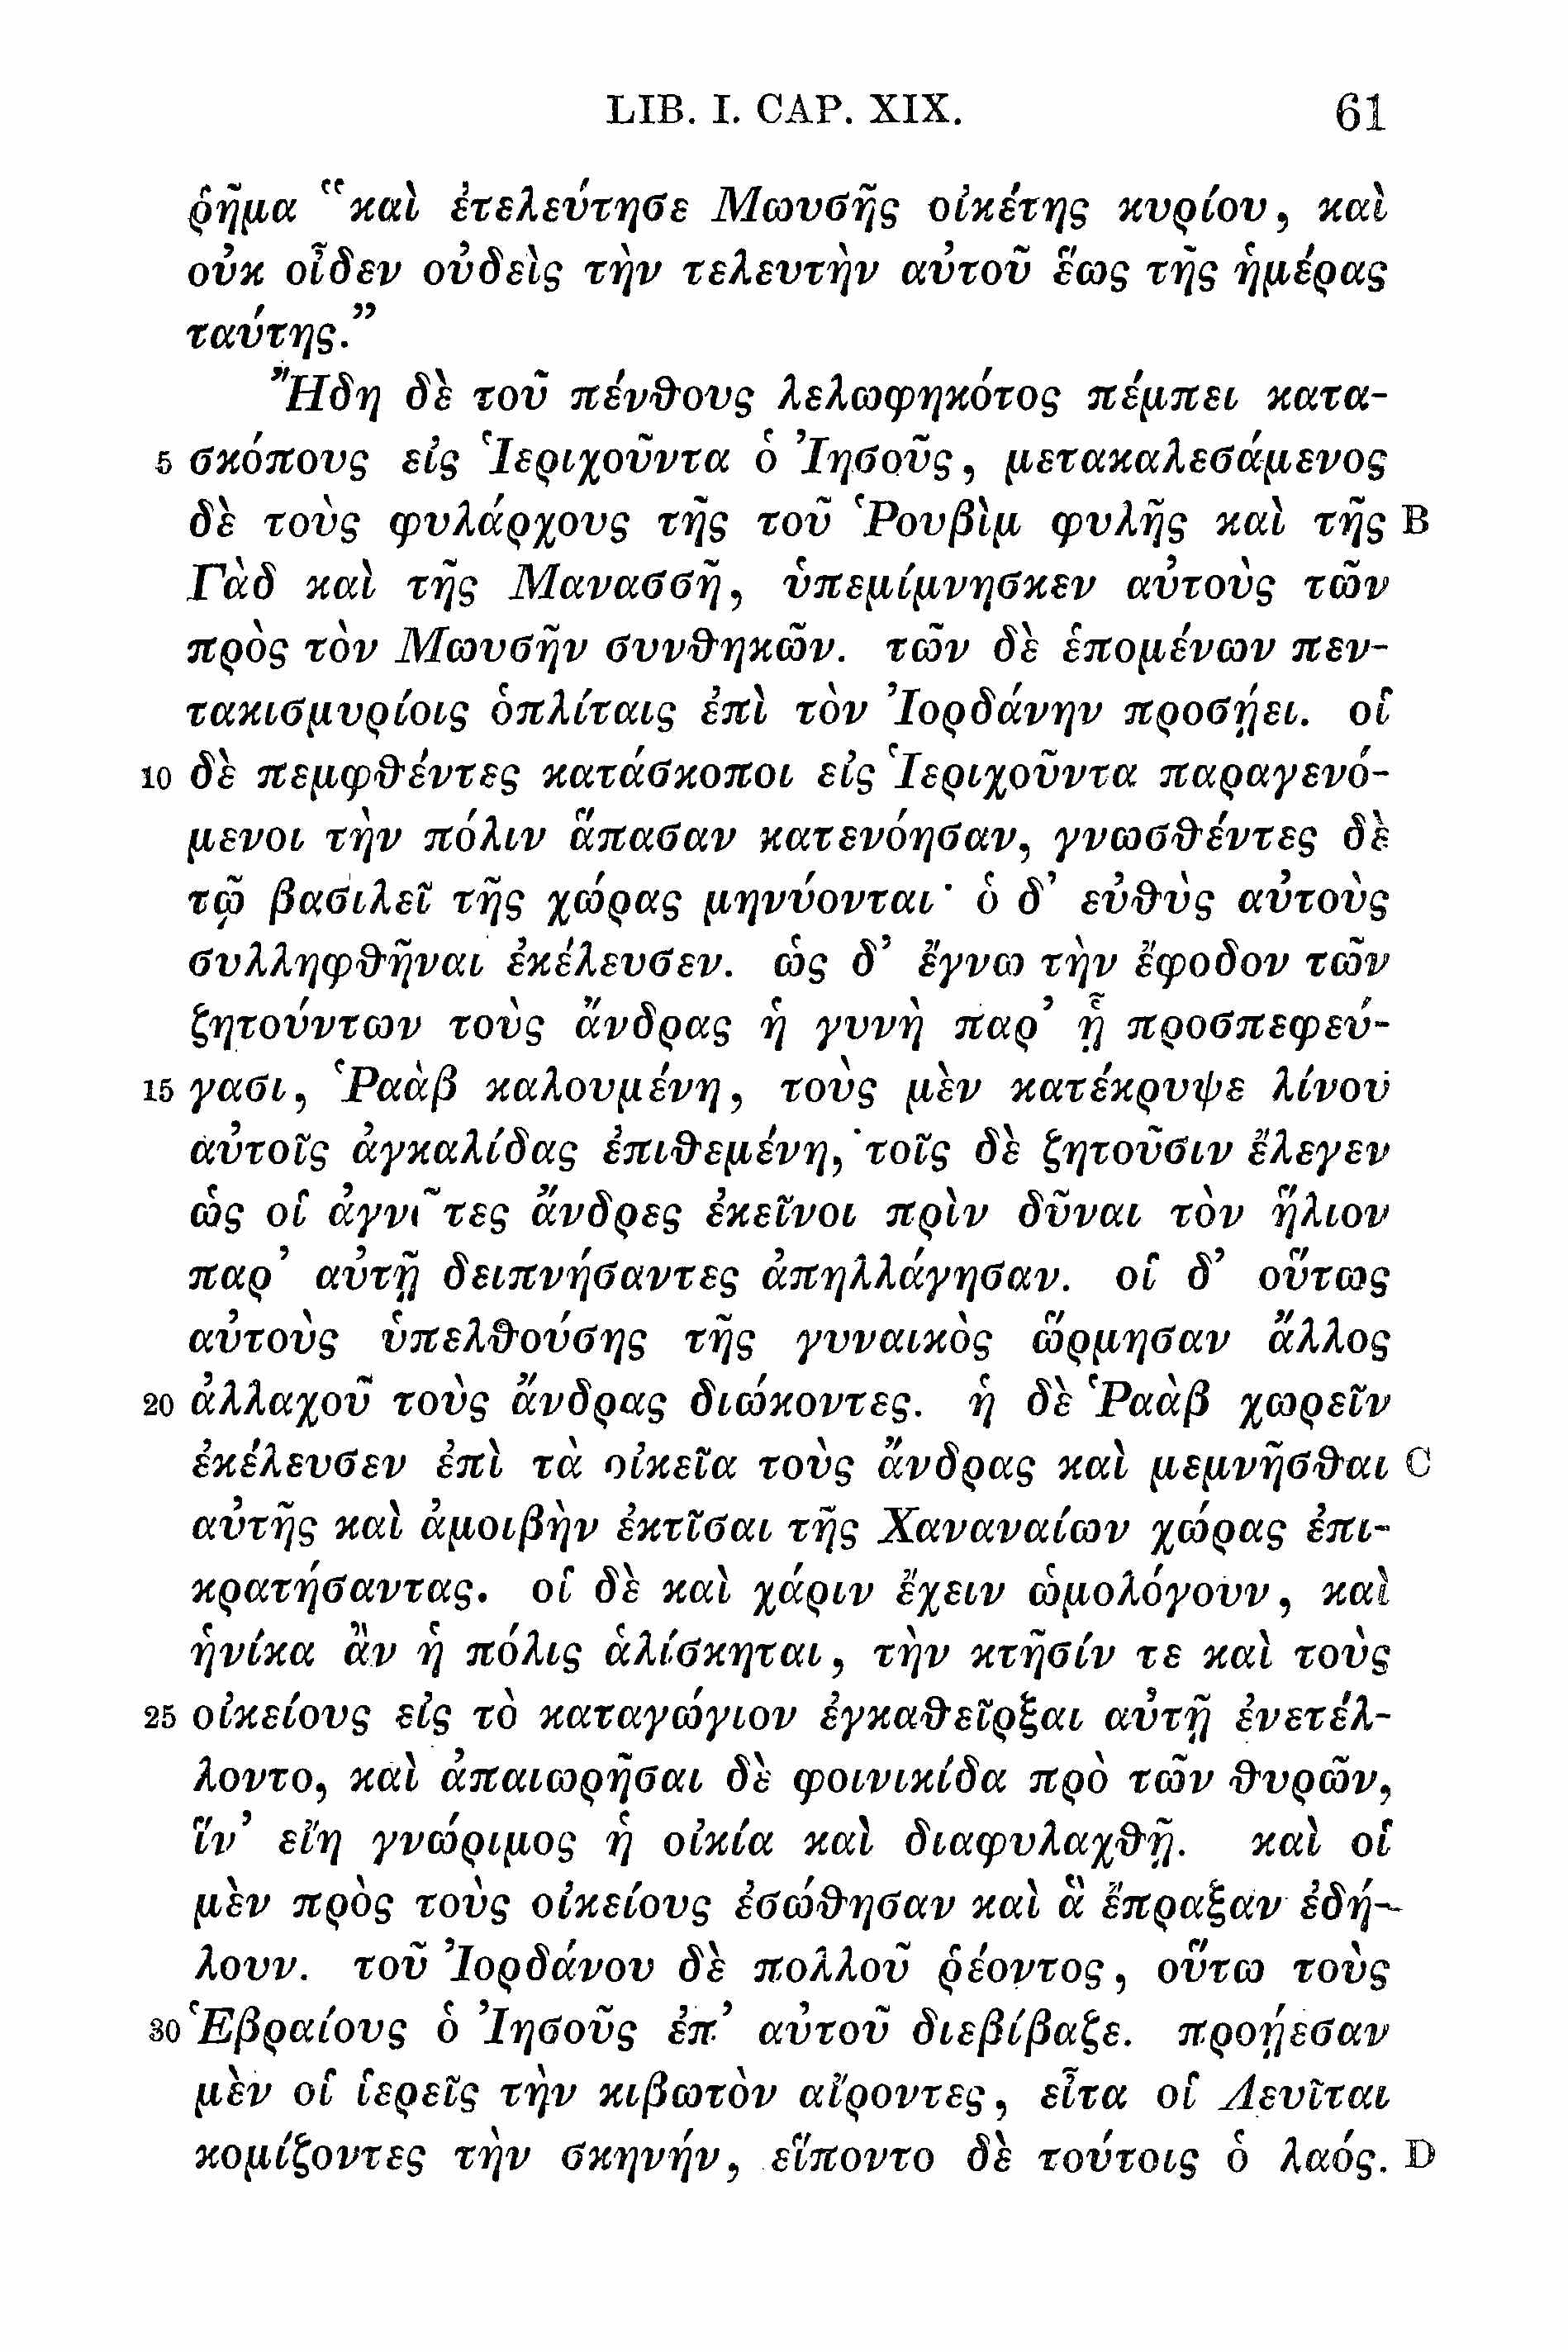 LIB. I. CAP. XIX. 61
ῥῆμα “καὶ ἐτελεύτησε Μωυσῆς οἰκέτης κυρίου, καὶ
οὐκ οἶδεν οὐδεὶς τὴν τελευτὴν αὐτοῦ ἕως τῆς ἡμέρας
ταύτης.”
Ἤδη δὲ τοῦ πένθους λελωφηκότος πέμπει κατα-
5 σκόπους εἰς Ἱεριχοῦντα ὁ Ἰησοῦς, μετακαλεσάμενος
δὲ τοὺς φυλάρχους τῆς τοῦ Ῥουβὶμ φυλῆς καὶ τῆς B
Γὰδ καὶ τῆς Μανασσῆ, ὑπεμίμνησκεν αὐτοὺς τῶν
πρὸς τὸν Μωυσῆν συνθηκῶν. τῶν δὲ ἑπομένων πεν-
τακισμυρίοις ὁπλίταις ἐπὶ τὸν Ἰορδάνην προσῄει. οἱ
10 δὲ πεμφθέντες κατάσκοποι εἰς Ἱεριχοῦντα παραγενό-
μενοι τὴν πόλιν ἅπασαν κατενόησαν, γνωσθέντες δὲ
τῷ βασιλεῖ τῆς χώρας μηνύονται· ὁ δ’ εὐθὺς αὐτοὺς
συλληφθῆναι ἐκέλευσεν. ὡς δ’ ἔγνω τὴν ἔφοδον τῶν
ζητούντων τοὺς ἄνδρας ἡ γυνὴ παρ’ ᾗ προσπεφεύ-
15 γασι, Ῥαὰβ καλουμένη, τοὺς μὲν κατέκρυψε λίνου
αὐτοῖς ἀγκαλίδας ἐπιθεμένη, τοῖς δὲ ζητοῦσιν ἔλεγεν
ὡς οἱ ἄνδρες ἐκεῖνοι πρὶν δῦναι τὸν ἥλιον
παρ’ αὐτῇ δειπνήσαντες ἀπηλλάγησαν. οἱ δ’ οὕτως
αὐτοὺς ὑπελθούσης τῆς γυναικὸς ὥρμησαν ἄλλος
20 ἀλλαχοῦ τοὺς ἄνδρας διώκοντες. ἡ δὲ Ῥαὰβ χωρεῖν
ἐκέλευσεν ἐπὶ τὰ οἰκεῖα τοὺς ἄνδρας καὶ μεμνῆσθαι C
αὐτῆς καὶ ἀμοιβὴν ἐκτῖσαι τῆς Χαναναίων χώρας ἐπι-
κρατήσαντας. οἱ δὲ καὶ χάριν ἔχειν ὡμολόγουν, καὶ
ἡνίκα ἂν ἡ πόλις ἁλίσκηται, τὴν κτῆσίν τε καὶ τοὺς
25 οἰκείους εἰς τὸ καταγώγιον ἐγκαθεῖρξαι αὐτῇ ἐνετέλ-
λοντο, καὶ ἀπαιωρῆσαι δὲ φοινικίδα πρὸ τῶν θυρῶν,
ἵν’ εἴη γνώριμος ἡ οἰκία καὶ διαφυλαχθῇ. καὶ οἱ
μὲν πρὸς τοὺς οἰκείους ἐσώθησαν καὶ ἃ ἔπραξαν ἐδή-
λουν. τοῦ Ἰορδάνου δὲ πολλοῦ ῥέοντος, οὕτω τοὺς
30 Ἑβραίους ὁ Ἰησοῦς ἐπ’ αὐτοῦ διεβίβαζε. προῄεσαν
μὲν οἱ ἱερεῖς τὴν κιβωτὸν αἴροντες, εἶτα οἱ Λευῖται
κομίζοντες τὴν σκηνήν, εἵποντο δὲ τούτοις ὁ λαός. D